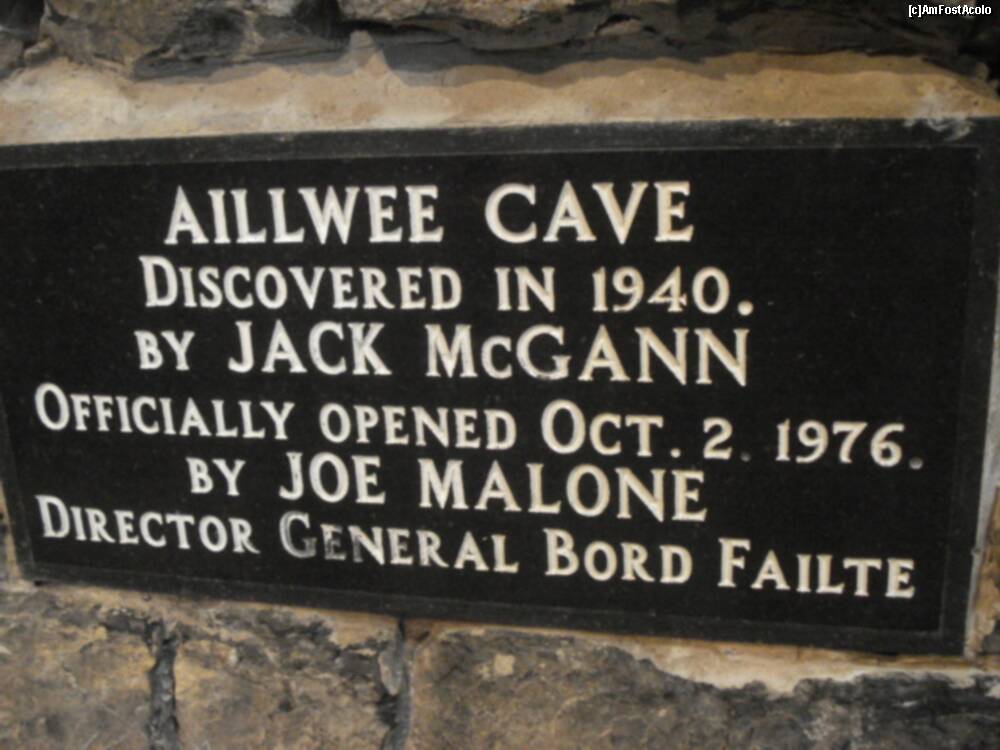 [c]AmFostAcolo
AILLWEE CAVE
DISCOVERED IN 1940.
BY JACK McGANN
OFFICIALLY OPENED OCT. 2. 1976.
BY JOE MALONE
DIRECTOR GENERAL BORD FAILTE